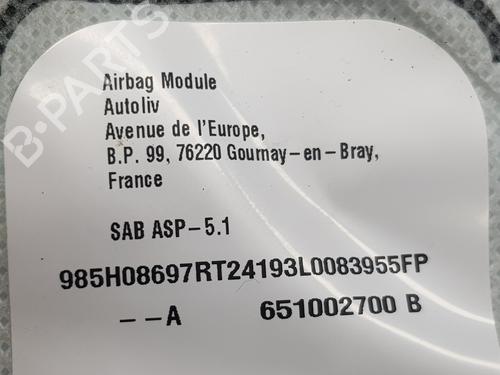 B-PARTS
Airbag Module
Autoliv
Avenue de l'Europe,
B.P. 99, 76220 Gournay-en-Bray,
France
SAB ASP-5.1
985H08697RT24193L0083955FP
--A 651002700 B